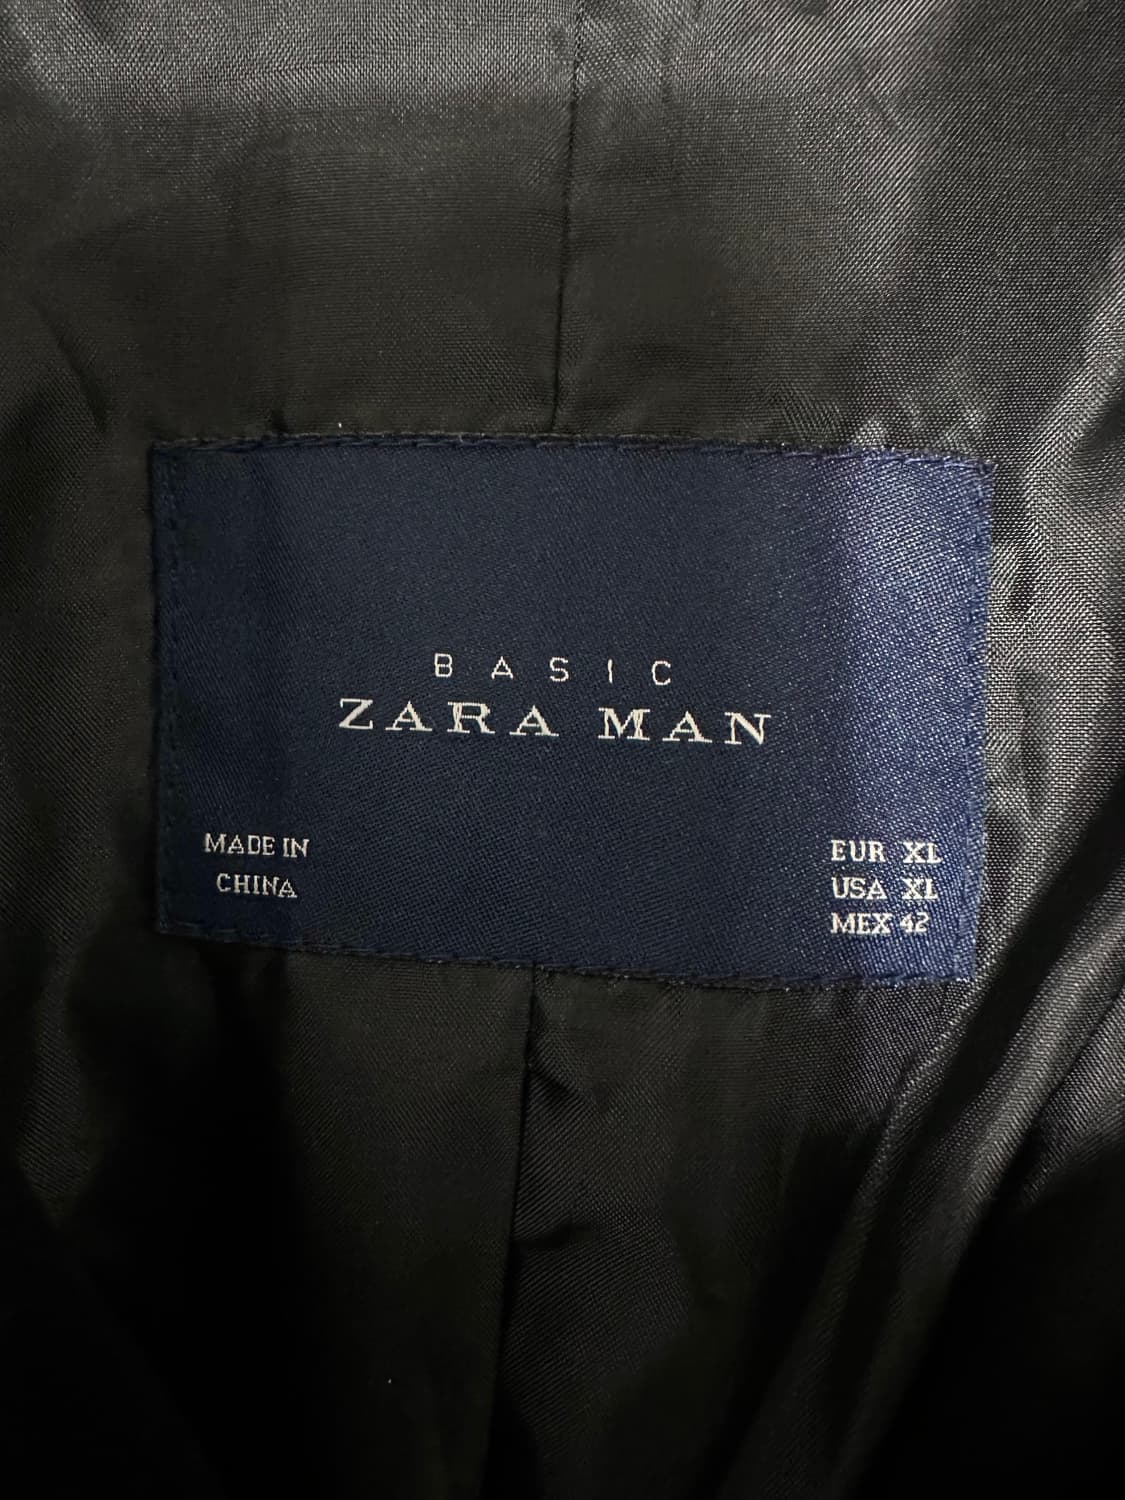 BASIC
ZARA MAN
MADE IN
CHINA
EUR XL
USA XL
MEX 42